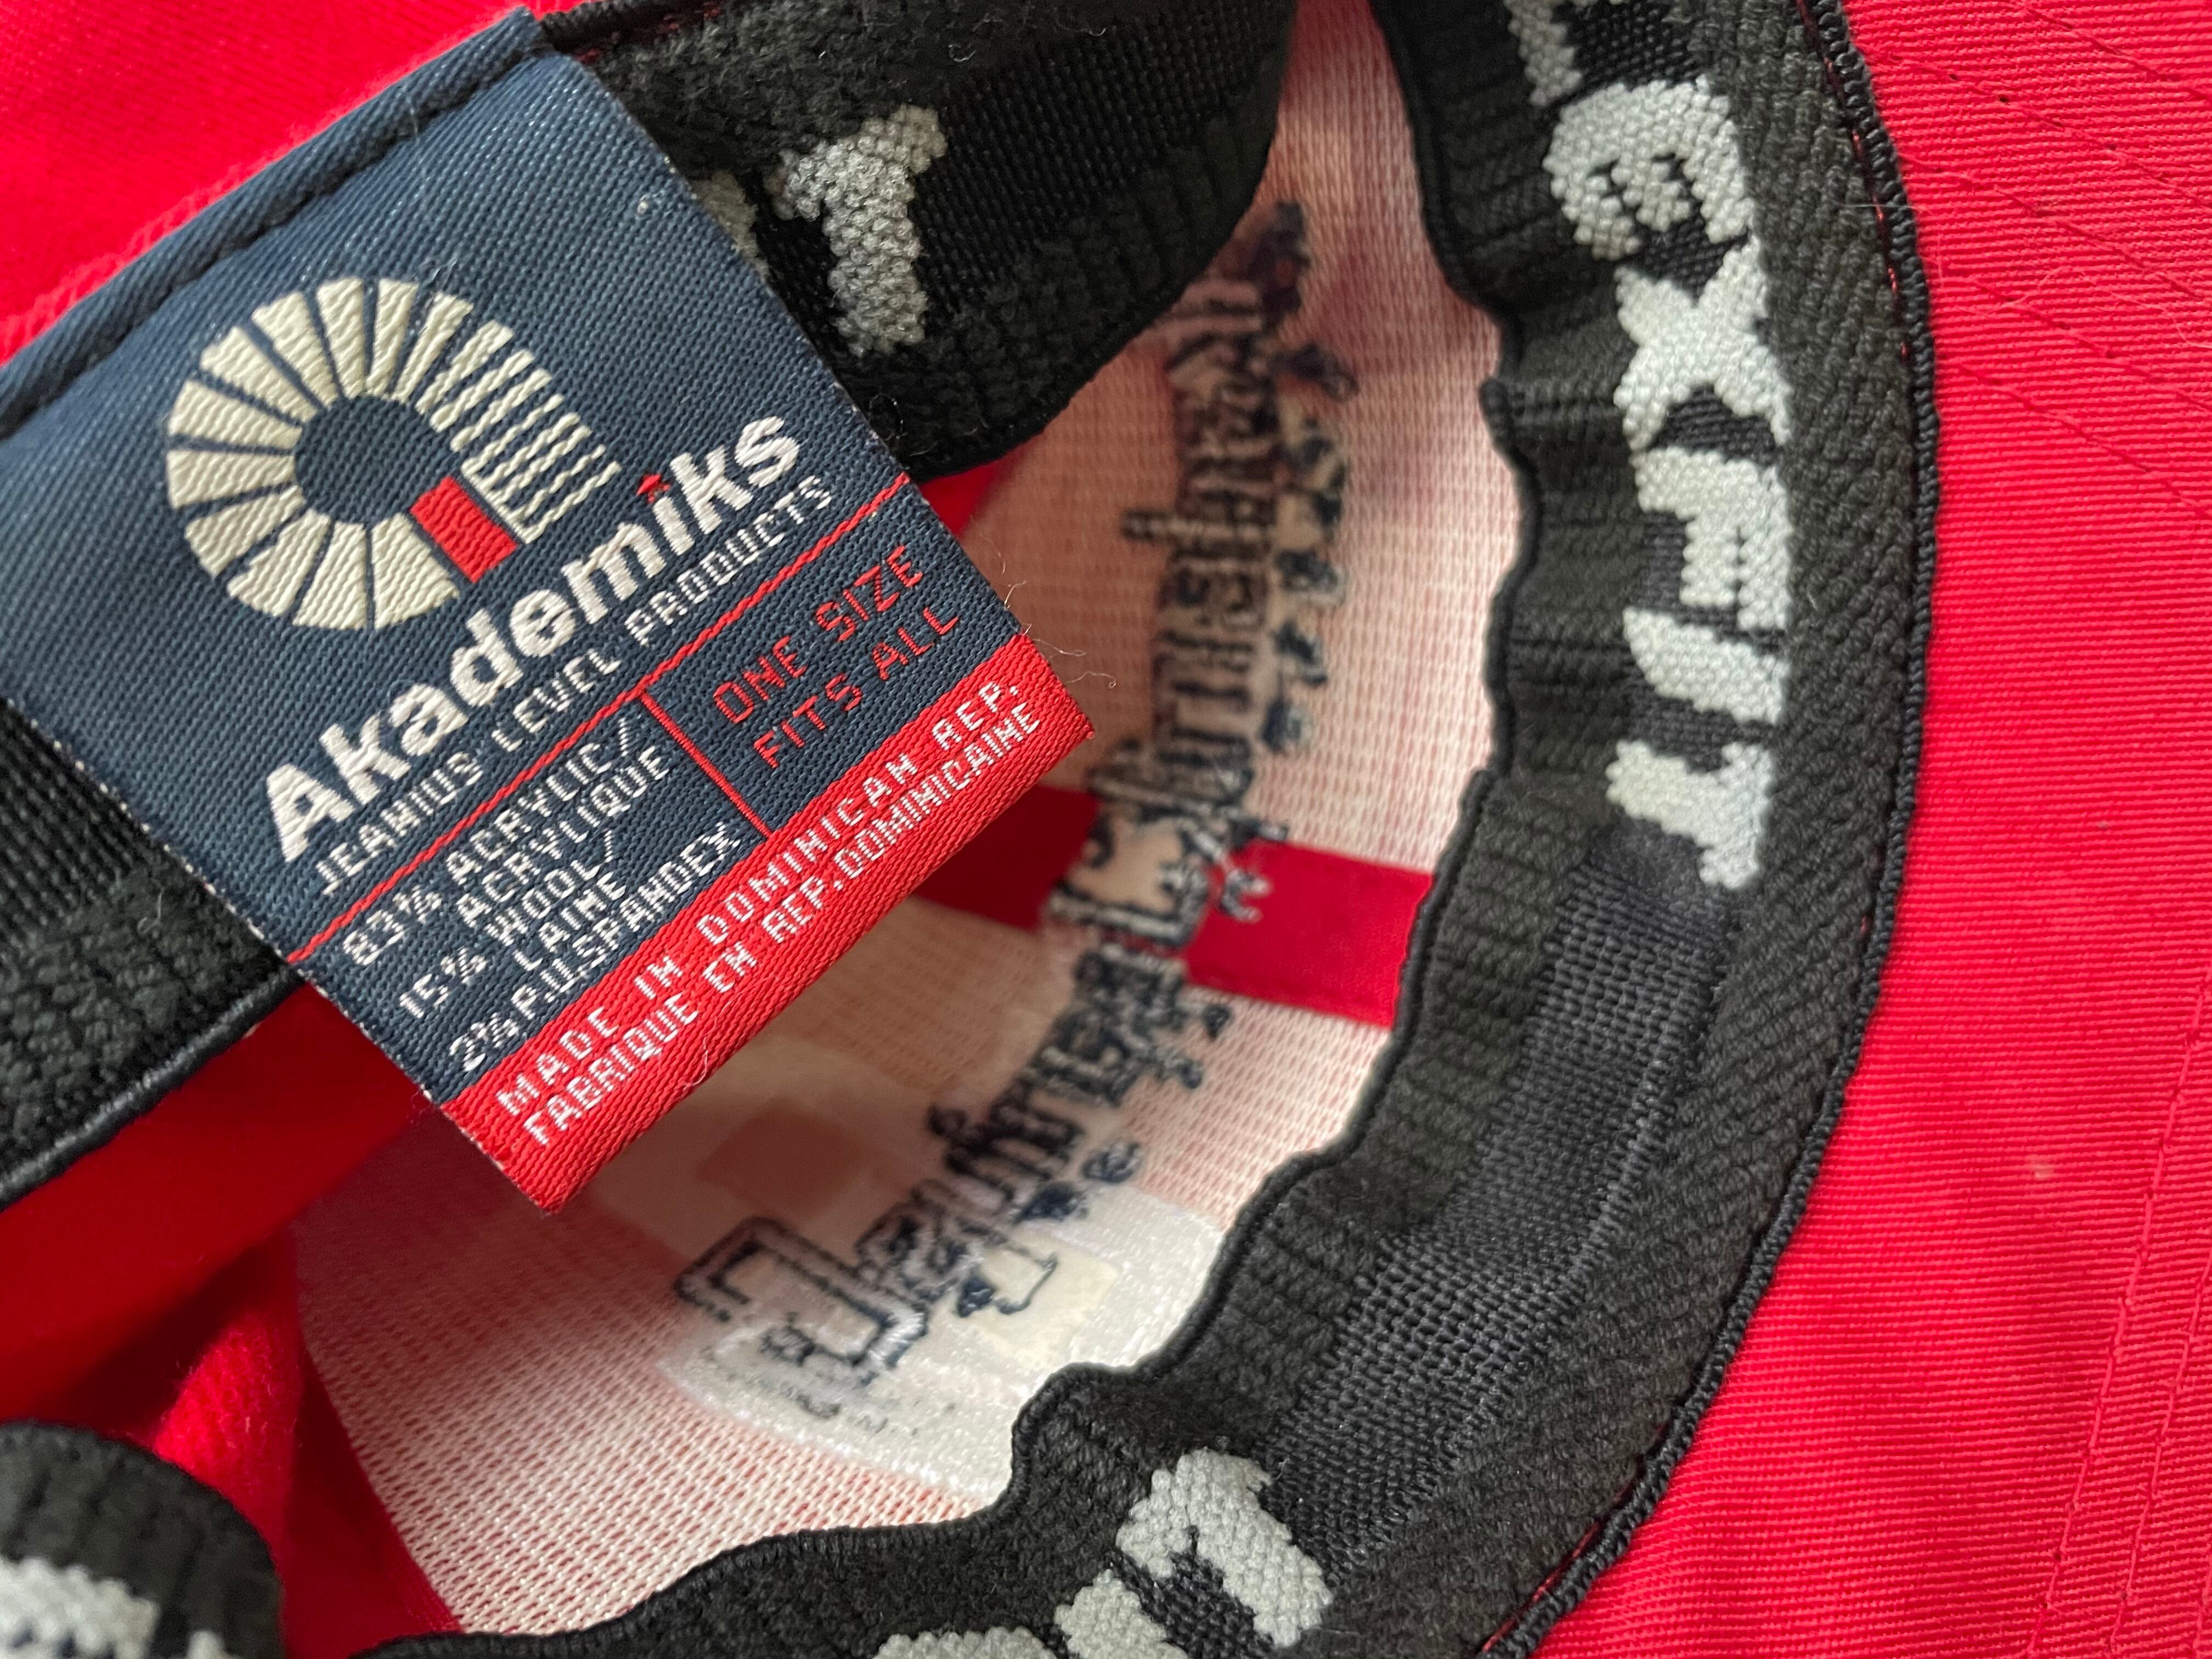 Akademiks
JEANIUS LEVEL PRODUCTS
83% ACRYLIC/
ACRYLIQUE
15% WOOL/
LAINE
2% P.U.SPANDEX
ONE SIZE
FITS ALL
MADE IN DOMINICAN REP.
FABRIQUE EN REP.DOMINICAINE
FLEXFIT